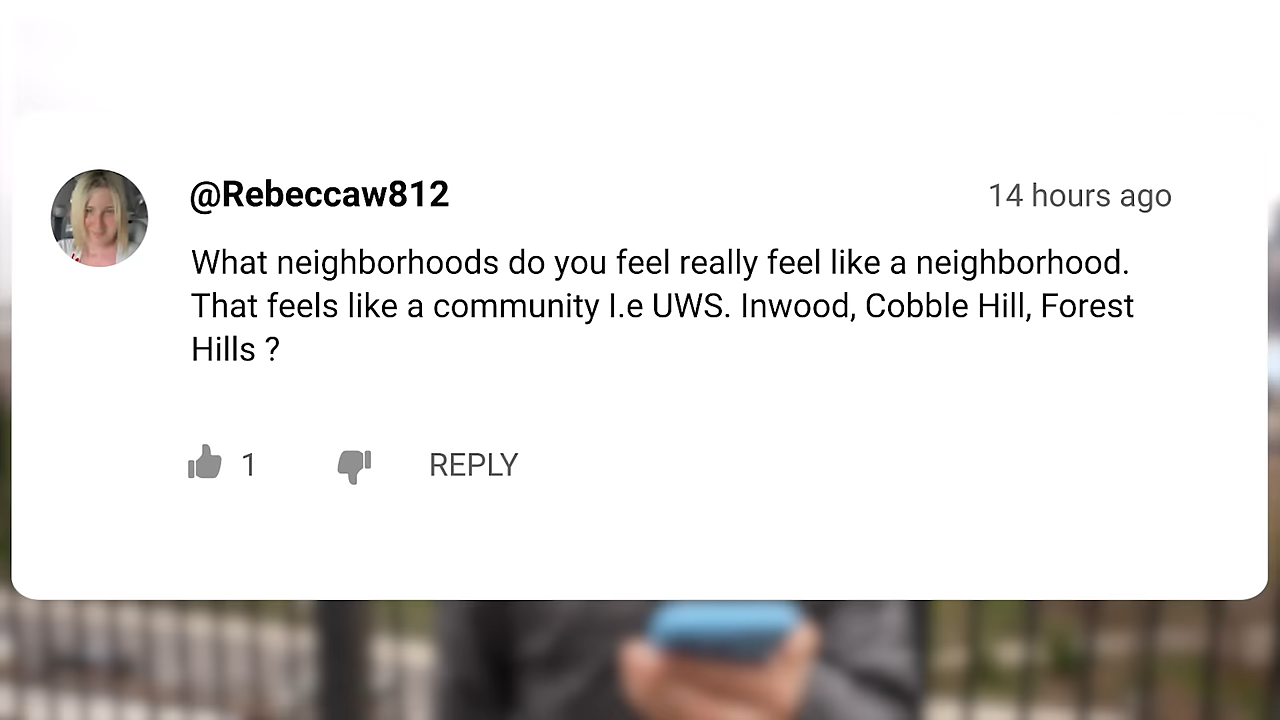 @Rebeccaw812
14 hours ago
What neighborhoods do you feel really feel like a neighborhood.
That feels like a community I.e UWS. Inwood, Cobble Hill, Forest
Hills ?
1
REPLY